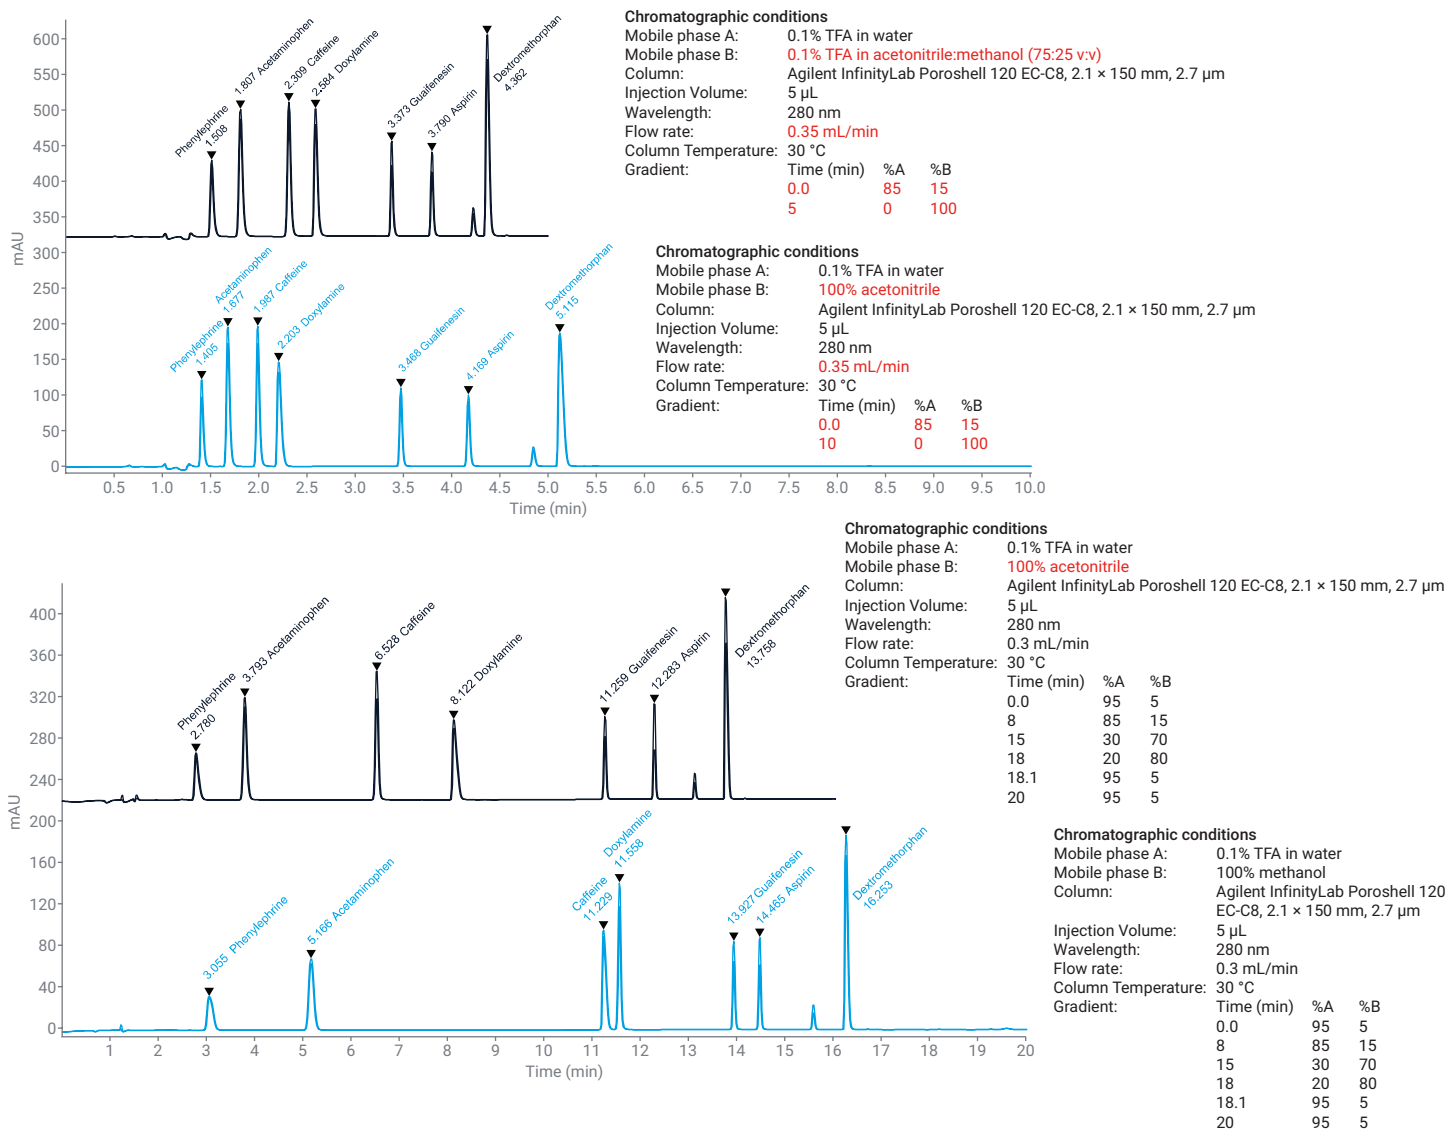 Chromatographic conditions
Mobile phase A: 0.1% TFA in water
Mobile phase B: 0.1% TFA in acetonitrile:methanol (75:25 v:v)
Column: Agilent InfinityLab Poroshell 120 EC-C8, 2.1 × 150 mm, 2.7 µm
Injection Volume: 5 µL
Wavelength: 280 nm
Flow rate: 0.35 mL/min
Column Temperature: 30 °C
Gradient: Time (min) %A %B
0.0 85 15
5 0 100
600
550
500
450
400
350
300
250
200
150
100
50
0
mAU
Phenylephrine
1.508
1.807 Acetaminophen
2.309 Caffeine
2.584 Doxylamine
3.373 Guaifenesin
3.790 Aspirin
Dextromethorphan
4.362
Chromatographic conditions
Mobile phase A: 0.1% TFA in water
Mobile phase B: 100% acetonitrile
Column: Agilent InfinityLab Poroshell 120 EC-C8, 2.1 × 150 mm, 2.7 µm
Injection Volume: 5 µL
Wavelength: 280 nm
Flow rate: 0.35 mL/min
Column Temperature: 30 °C
Gradient: Time (min) %A %B
0.0 85 15
10 0 100
Phenylephrine
1.405
Acetaminophen
1.677
1.987 Caffeine
2.203 Doxylamine
3.468 Guaifenesin
4.169 Aspirin
Dextromethorphan
5.115
0.5 1.0 1.5 2.0 2.5 3.0 3.5 4.0 4.5 5.0 5.5 6.0 6.5 7.0 7.5 8.0 8.5 9.0 9.5 10.0
Time (min)
Chromatographic conditions
Mobile phase A: 0.1% TFA in water
Mobile phase B: 100% acetonitrile
Column: Agilent InfinityLab Poroshell 120 EC-C8, 2.1 × 150 mm, 2.7 µm
Injection Volume: 5 µL
Wavelength: 280 nm
Flow rate: 0.3 mL/min
Column Temperature: 30 °C
Gradient: Time (min) %A %B
0.0 95 5
8 85 15
15 30 70
18 20 80
18.1 95 5
20 95 5
400
360
320
280
240
200
160
120
80
40
0
mAU
Phenylephrine
2.780
3.793 Acetaminophen
6.528 Caffeine
8.122 Doxylamine
11.259 Guaifenesin
12.283 Aspirin
Dextromethorphan
13.758
Chromatographic conditions
Mobile phase A: 0.1% TFA in water
Mobile phase B: 100% methanol
Column: Agilent InfinityLab Poroshell 120
EC-C8, 2.1 × 150 mm, 2.7 µm
Injection Volume: 5 µL
Wavelength: 280 nm
Flow rate: 0.3 mL/min
Column Temperature: 30 °C
Gradient: Time (min) %A %B
0.0 95 5
8 85 15
15 30 70
18 20 80
18.1 95 5
20 95 5
3.055 Phenylephrine
5.166 Acetaminophen
Caffeine
11.229
Doxylamine
11.558
13.927 Guaifenesin
14.465 Aspirin
Dextromethorphan
16.253
1 2 3 4 5 6 7 8 9 10 11 12 13 14 15 16 17 18 19 20
Time (min)